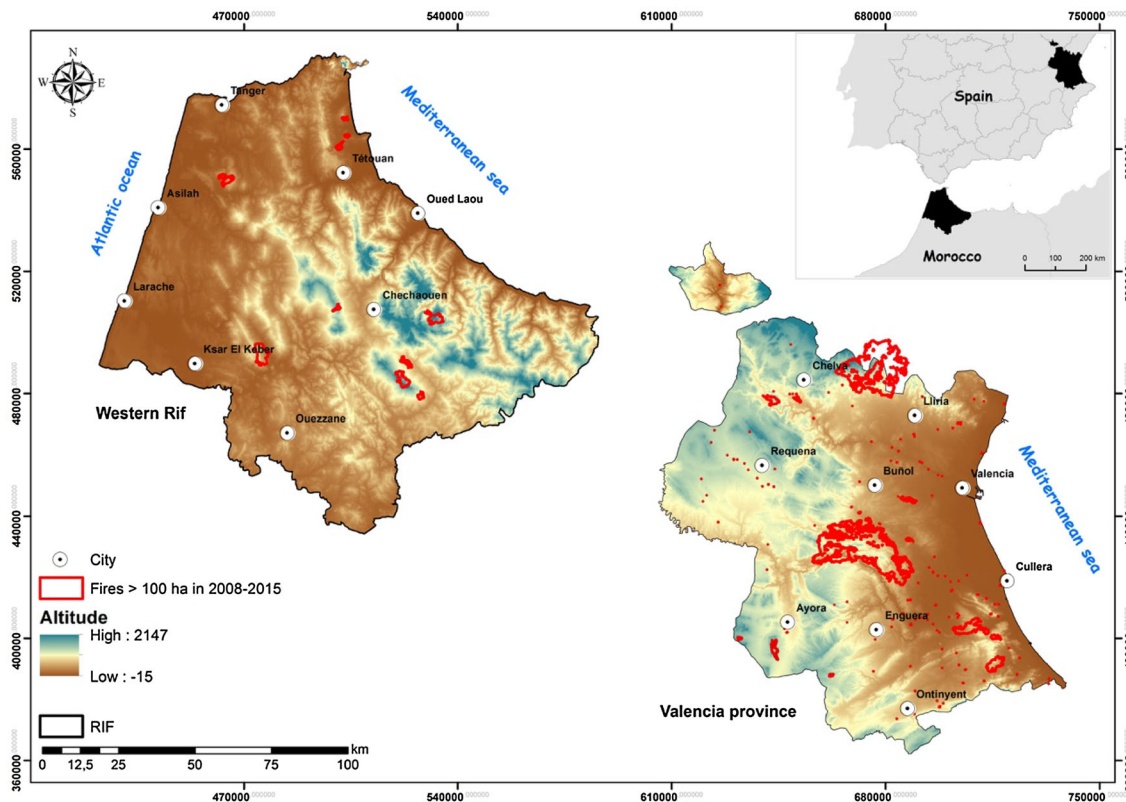 470000
540000
610000
680000
750000
N
W
E
S
Tanger
Mediterranean sea
Tétouan
Asilah
Atlantic ocean
Oued Laou
Larache
Chechaouen
Ksar El Keber
Western Rif
Ouezzane
Spain
Morocco
0 100 200 km
Chelva
Lliria
Requena
Buñol
Valencia
Mediterranean sea
Cullera
Ayora
Enguera
Ontinyent
Valencia province
560000
520000
480000
440000
400000
360000
City
Fires > 100 ha in 2008-2015
Altitude
High : 2147
Low : -15
RIF
km
0 12,5 25 50 75 100
470000
540000
610000
680000
750000